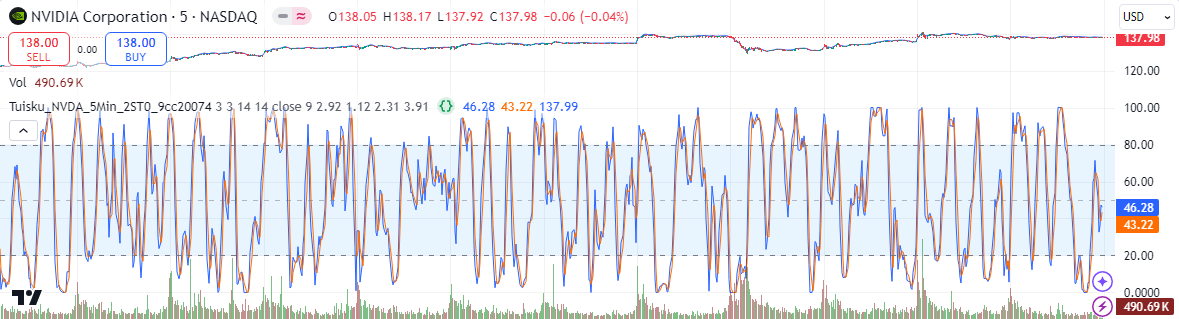 NVIDIA Corporation · 5 · NASDAQ O138.05 H138.17 L137.92 C137.98 −0.06 (−0.04%) USD
138.00 SELL 0.00 138.00 BUY
137.98
Vol 490.69 K
120.00
Tuisku_NVDA_5Min_2ST0_9cc20074 3 3 14 14 close 9 2.92 1.12 2.31 3.91 {} 46.28 43.22 137.99
100.00
80.00
60.00
46.28
43.22
20.00
0.0000
490.69 K